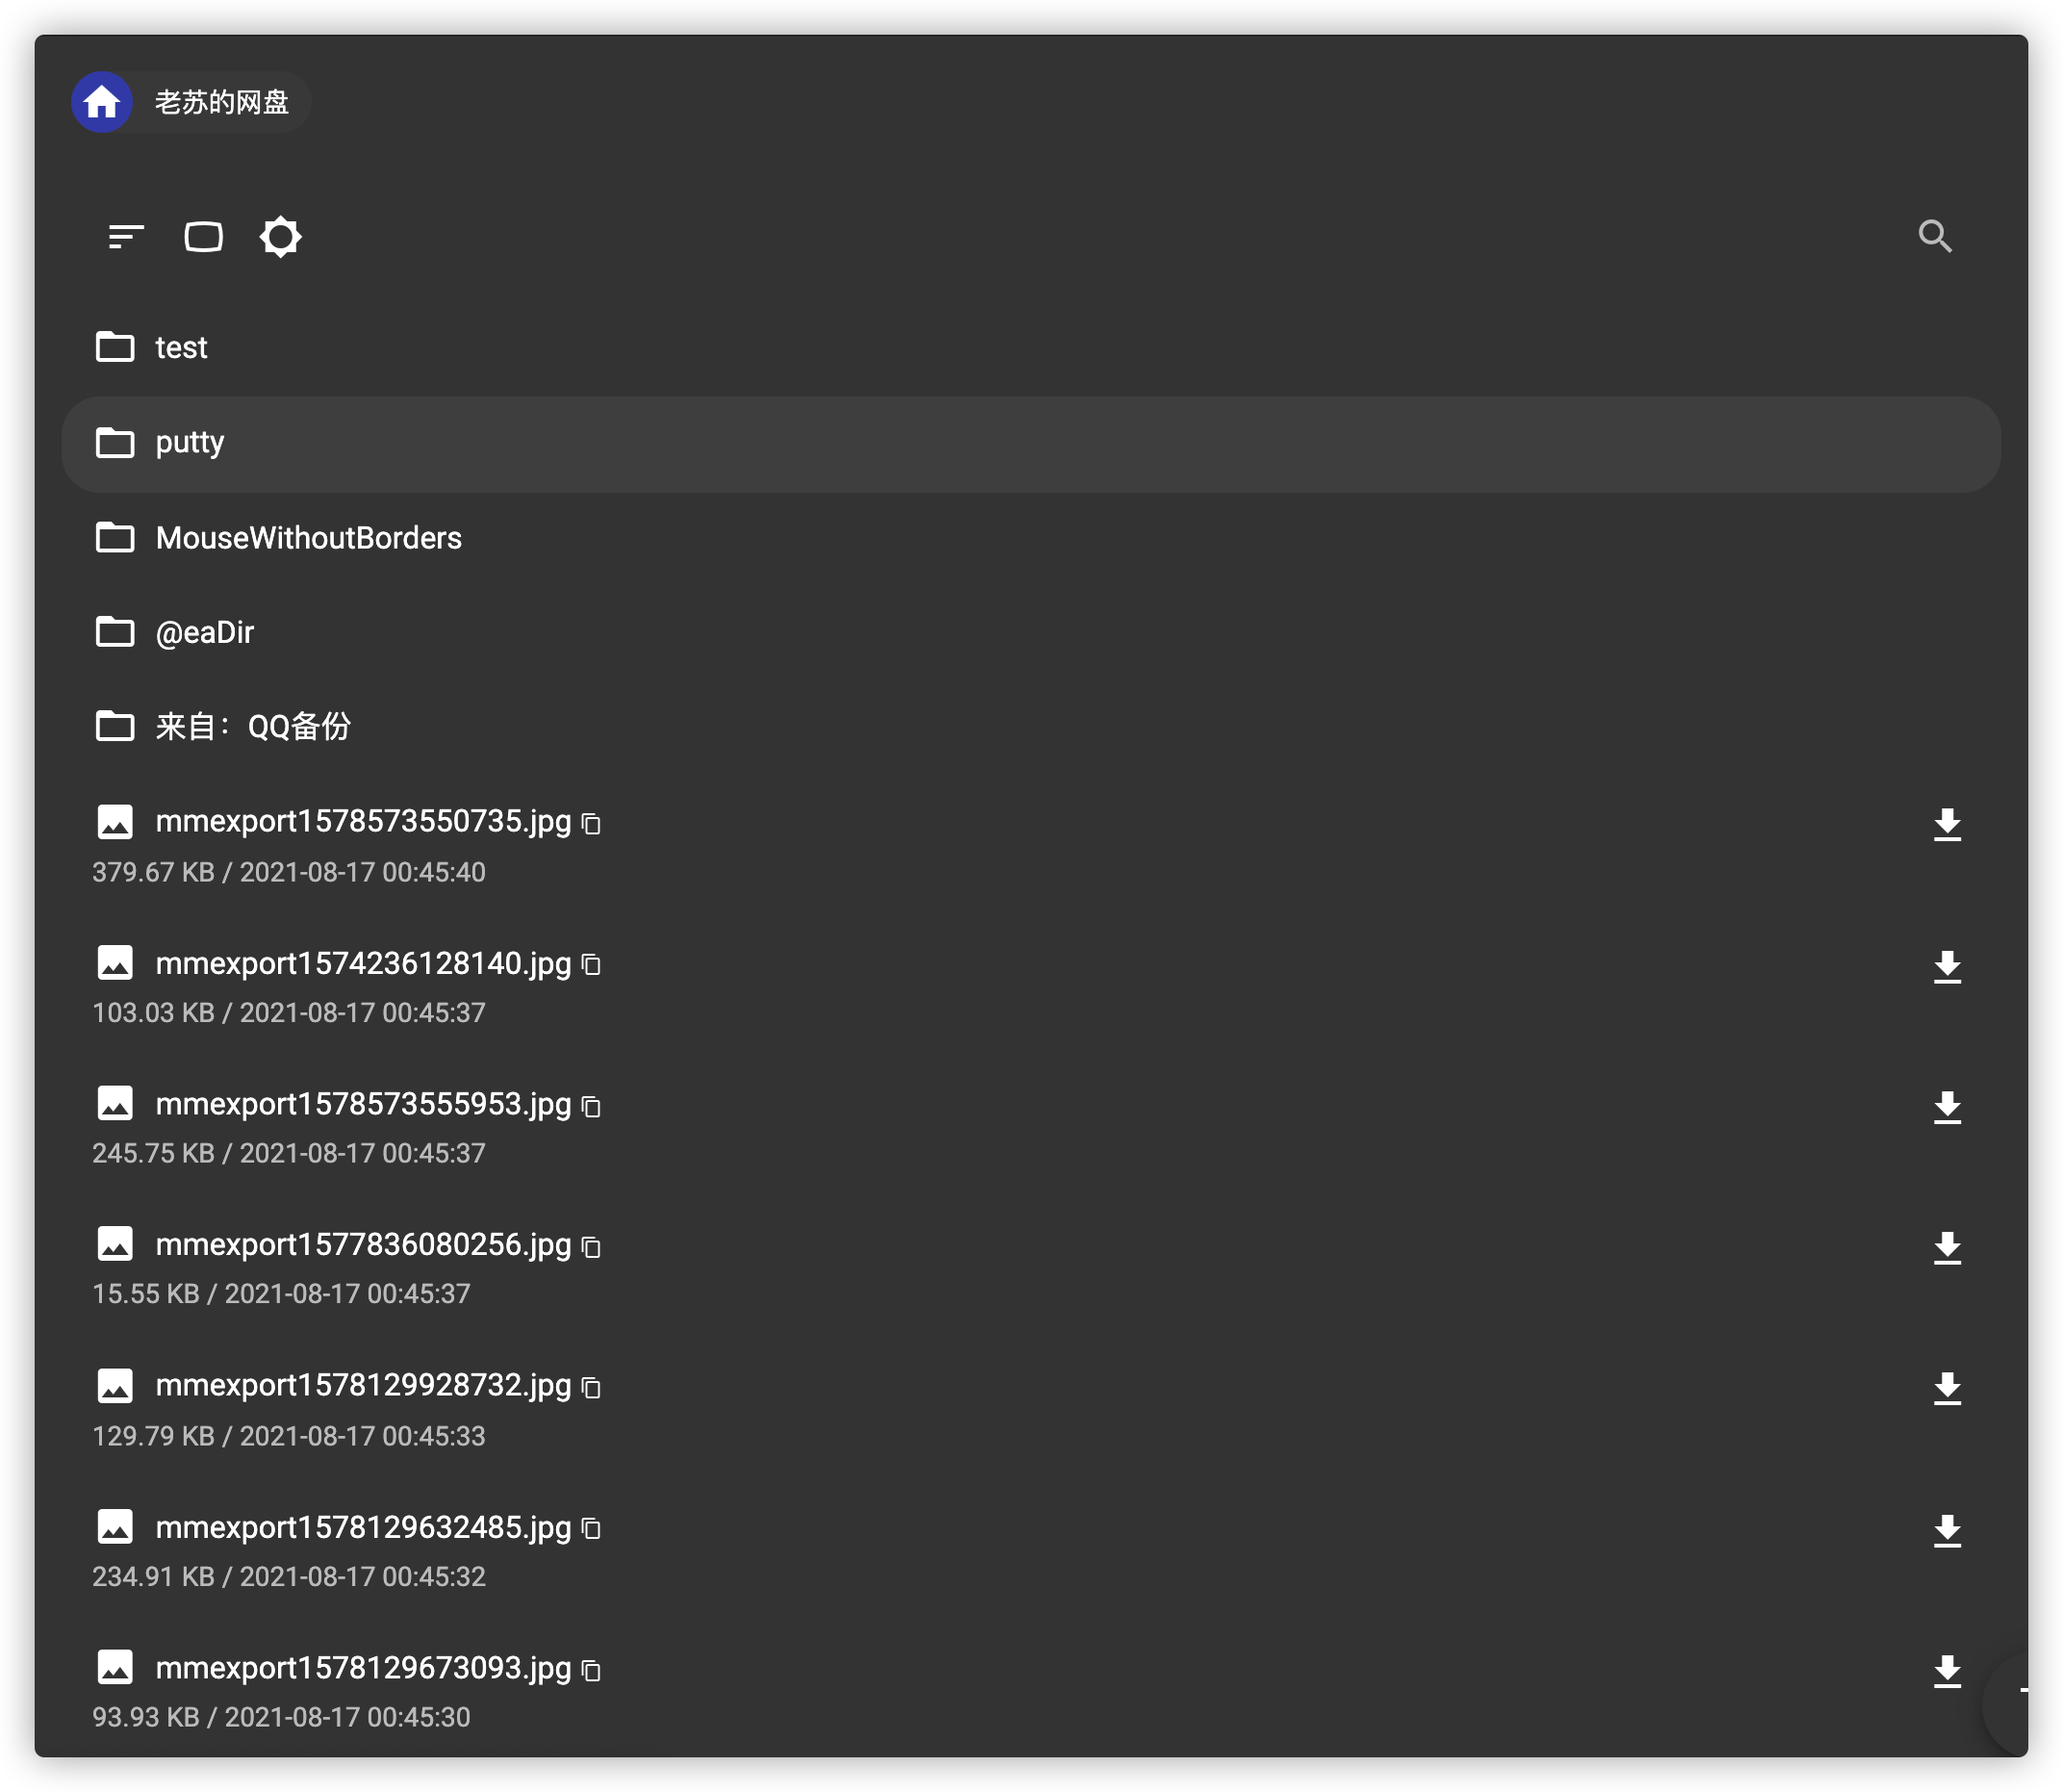 老苏的网盘
test
putty
MouseWithoutBorders
@eaDir
来自：QQ备份
mmexport1578573550735.jpg
379.67 KB / 2021-08-17 00:45:40
mmexport1574236128140.jpg
103.03 KB / 2021-08-17 00:45:37
mmexport1578573555953.jpg
245.75 KB / 2021-08-17 00:45:37
mmexport1577836080256.jpg
15.55 KB / 2021-08-17 00:45:37
mmexport1578129928732.jpg
129.79 KB / 2021-08-17 00:45:33
mmexport1578129632485.jpg
234.91 KB / 2021-08-17 00:45:32
mmexport1578129673093.jpg
93.93 KB / 2021-08-17 00:45:30